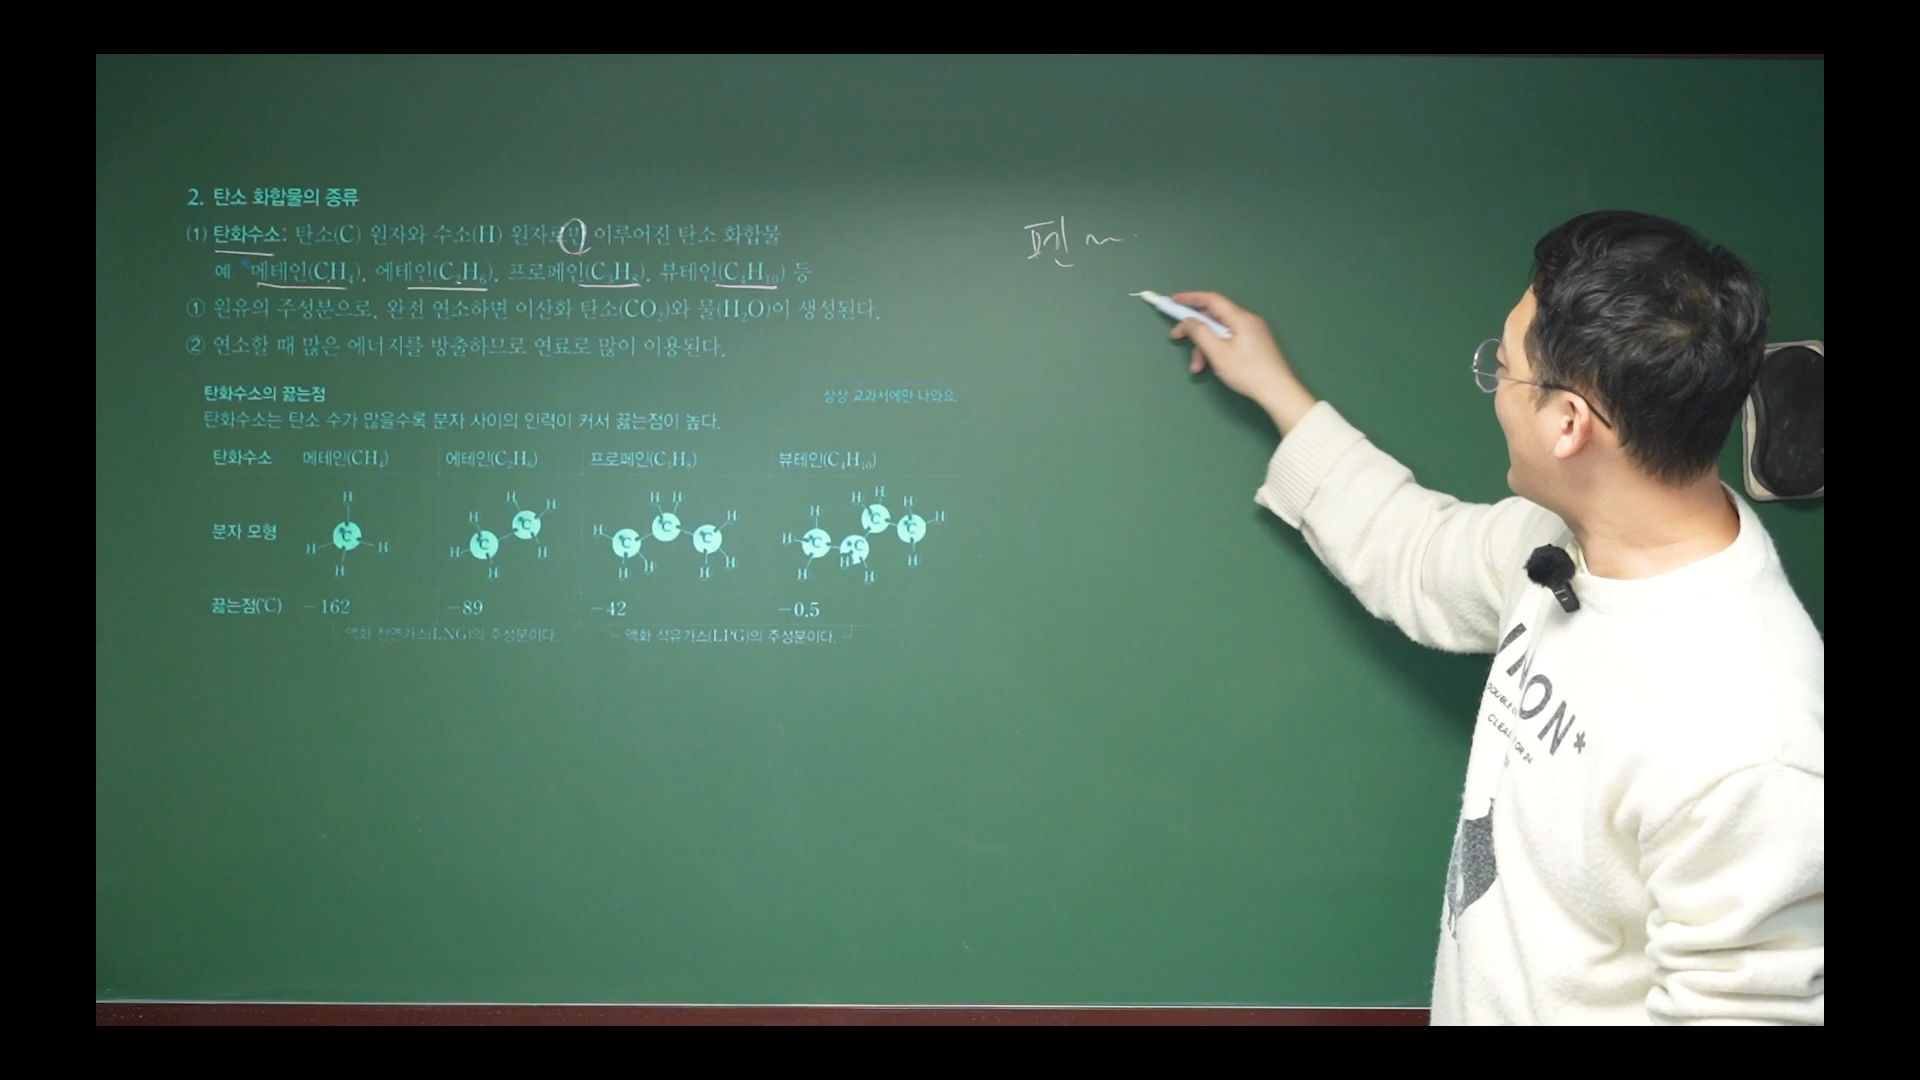 2. 탄소 화합물의 종류
(1) 탄화수소: 탄소(C) 원자와 수소(H) 원자로만 이루어진 탄소 화합물
예 *메테인(CH₄), 에테인(C₂H₆), 프로페인(C₃H₈), 뷰테인(C₄H₁₀) 등
① 원유의 주성분으로, 완전 연소하면 이산화 탄소(CO₂)와 물(H₂O)이 생성된다.
② 연소할 때 많은 에너지를 방출하므로 연료로 많이 이용된다.
탄화수소의 끓는점 상상 교과서에만 나와요.
탄화수소는 탄소 수가 많을수록 분자 사이의 인력이 커서 끓는점이 높다.
탄화수소 메테인(CH₄) 에테인(C₂H₆) 프로페인(C₃H₈) 뷰테인(C₄H₁₀)
분자 모형
H H H H C
H H H H H H C C
H H H H H H H H C C C
H H H H H H H H H H C C C C
끓는점(℃) -162 -89 -42 -0.5
액화 천연가스(LNG)의 주성분이다. 액화 석유가스(LPG)의 주성분이다.
펜
ON*